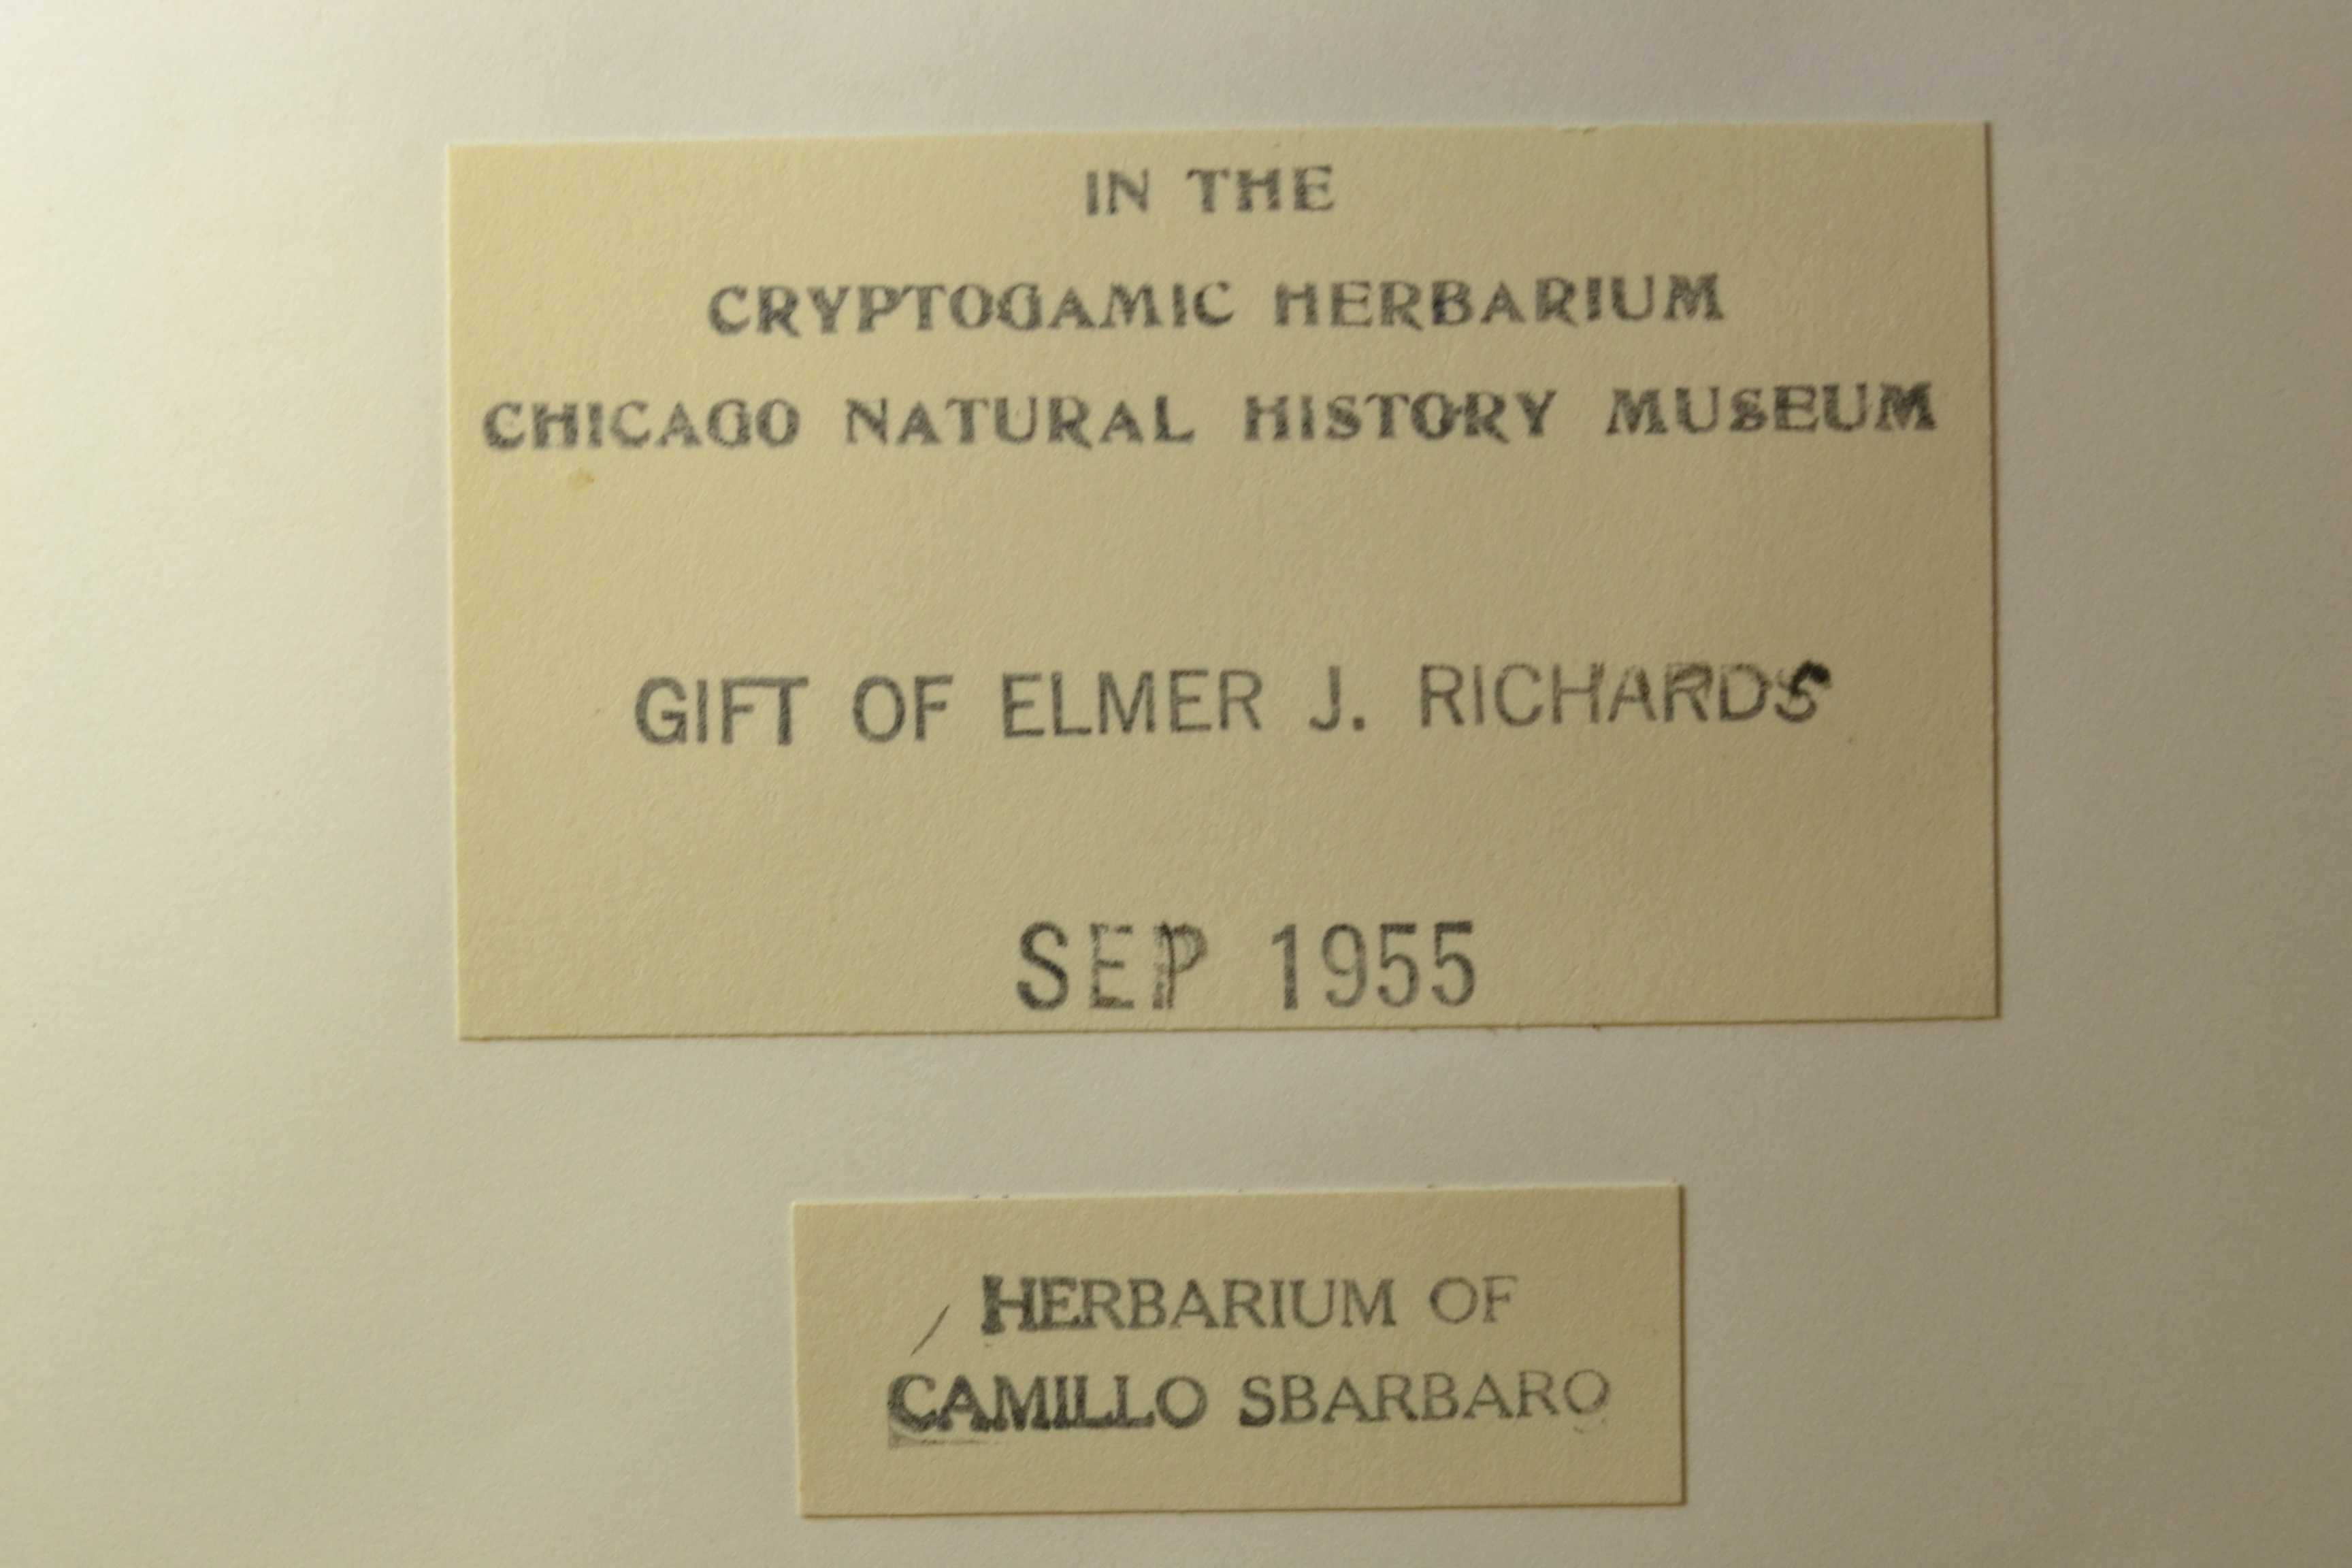 IN THE
CRYPTOGAMIC HERBARIUM
CHICAGO NATURAL HISTORY MUSEUM
GIFT OF ELMER J. RICHARDS
SEP 1955
HERBARIUM OF
CAMILLO SBARBARO